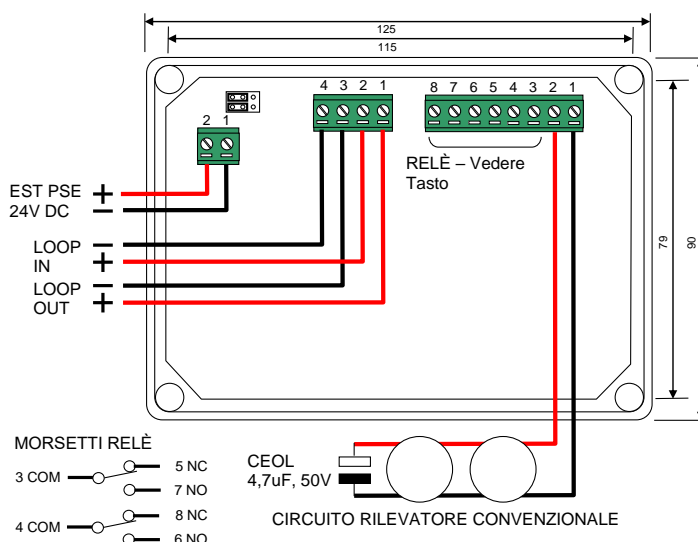 125
115
4 3 2 1
8 7 6 5 4 3 2 1
2 1
RELÈ – Vedere
Tasto
EST PSE +
24V DC –
LOOP –
IN +
LOOP –
OUT +
79
90
MORSETTI RELÈ
3 COM
5 NC
7 NO
4 COM
8 NC
6 NO
CEOL
4,7uF, 50V
CIRCUITO RILEVATORE CONVENZIONALE